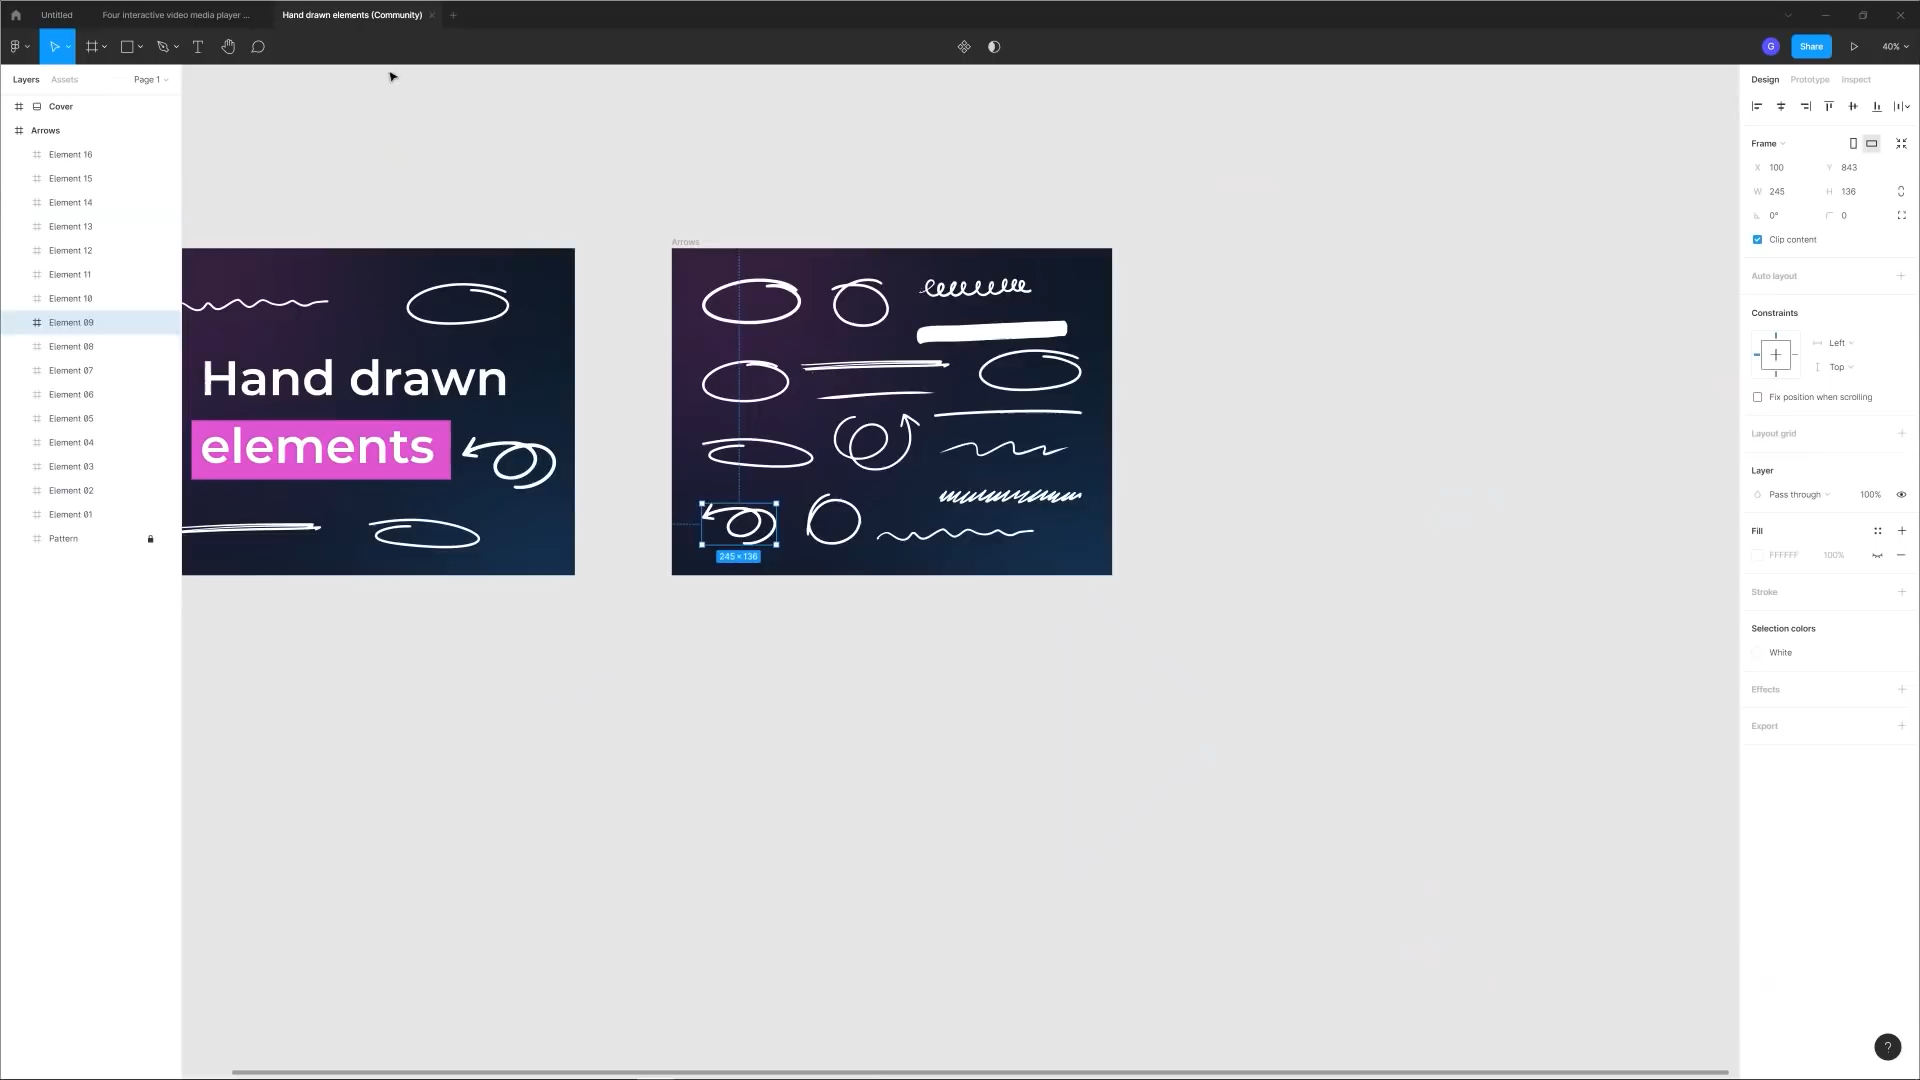 Untitled
Four interactive video media player ...
Hand drawn elements (Community)
G
Share
40%
Layers
Assets
Page 1
Cover
Arrows
Element 16
Element 15
Element 14
Element 13
Element 12
Element 11
Element 10
Element 09
Element 08
Element 07
Element 06
Element 05
Element 04
Element 03
Element 02
Element 01
Pattern
Hand drawn
elements
Arrows
245 × 136
Design
Prototype
Inspect
Frame
X 100
Y 843
W 245
H 136
0°
0
Clip content
Auto layout
Constraints
Left
Top
Fix position when scrolling
Layout grid
Layer
Pass through
100%
Fill
FFFFFF
100%
Stroke
Selection colors
White
Effects
Export
?